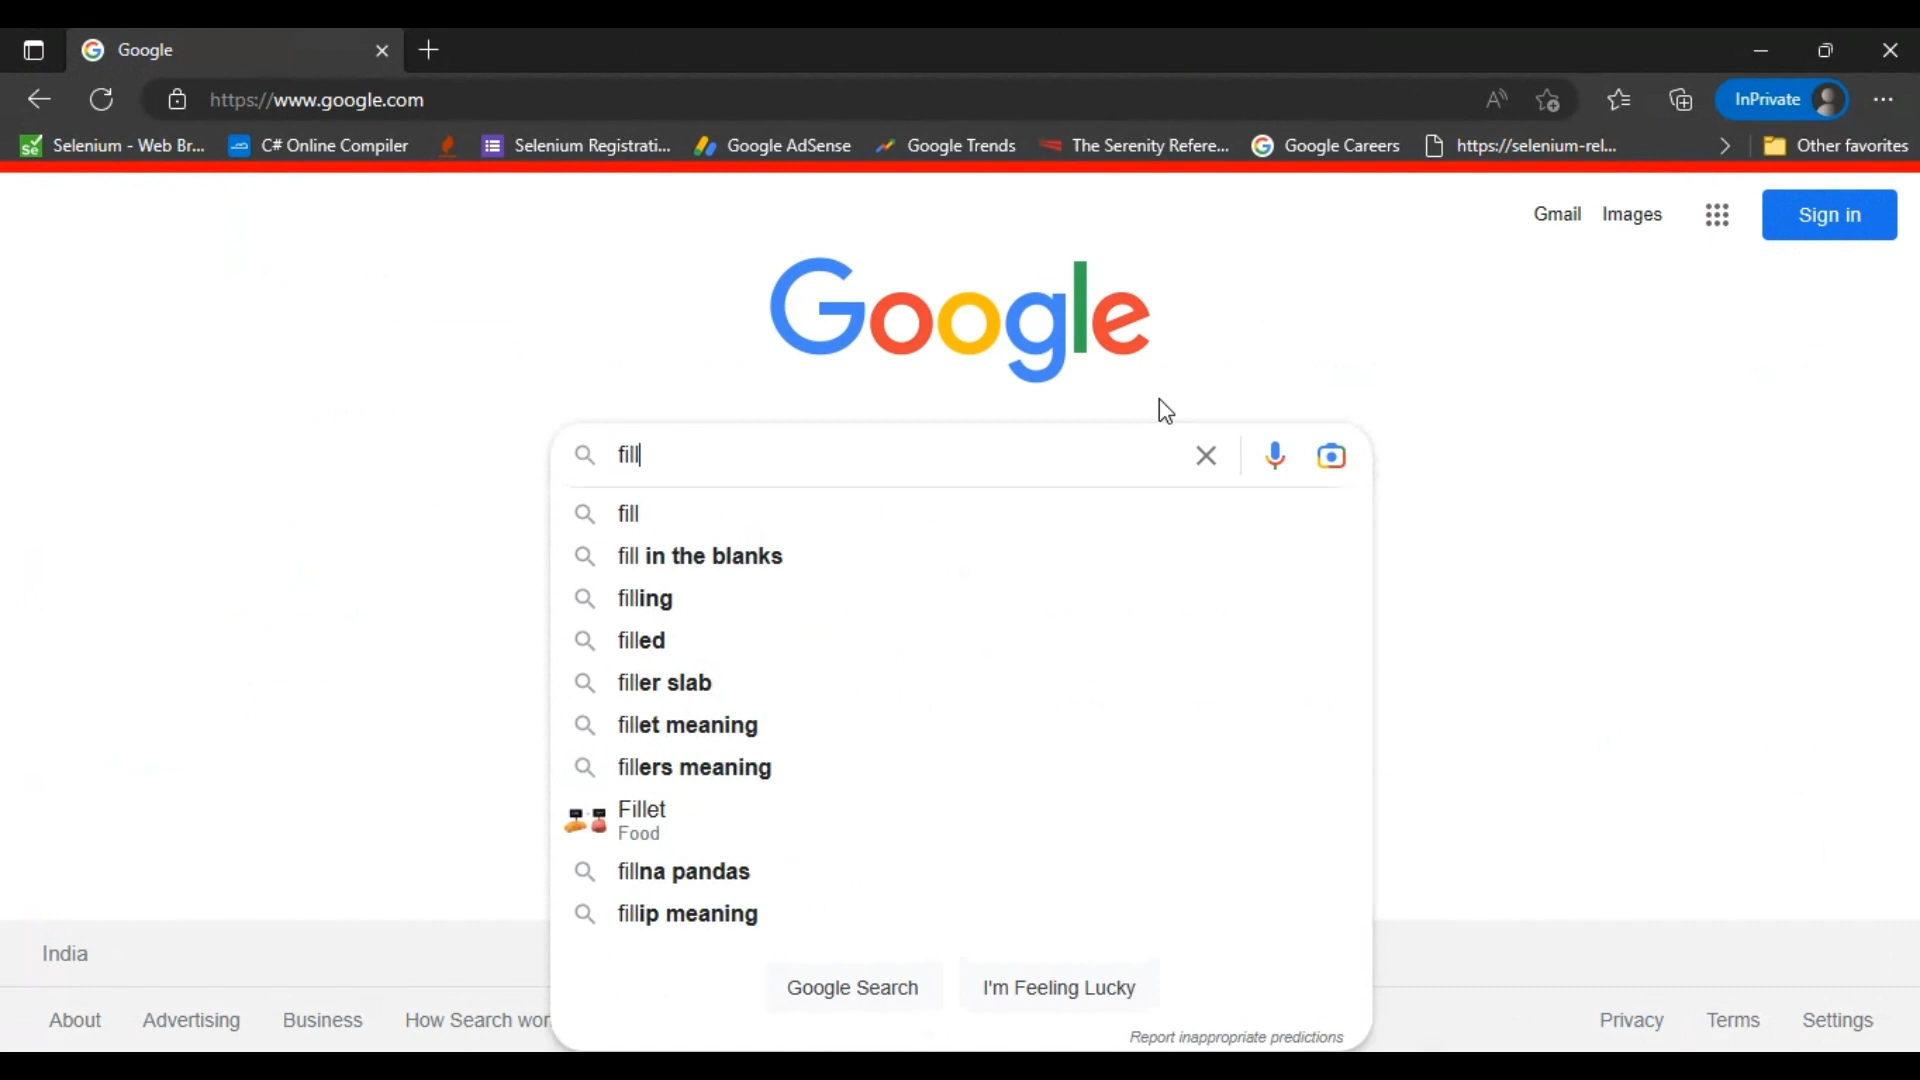 Google
https://www.google.com
InPrivate
Selenium - Web Br...
C# Online Compiler
Selenium Registrati...
Google AdSense
Google Trends
The Serenity Refere...
Google Careers
https://selenium-rel...
Other favorites
Gmail
Images
Sign in
Google
fill
fill
fill in the blanks
filling
filled
filler slab
fillet meaning
fillers meaning
Fillet
Food
fillna pandas
fillip meaning
Google Search
I'm Feeling Lucky
Report inappropriate predictions
India
About
Advertising
Business
How Search wor
Privacy
Terms
Settings